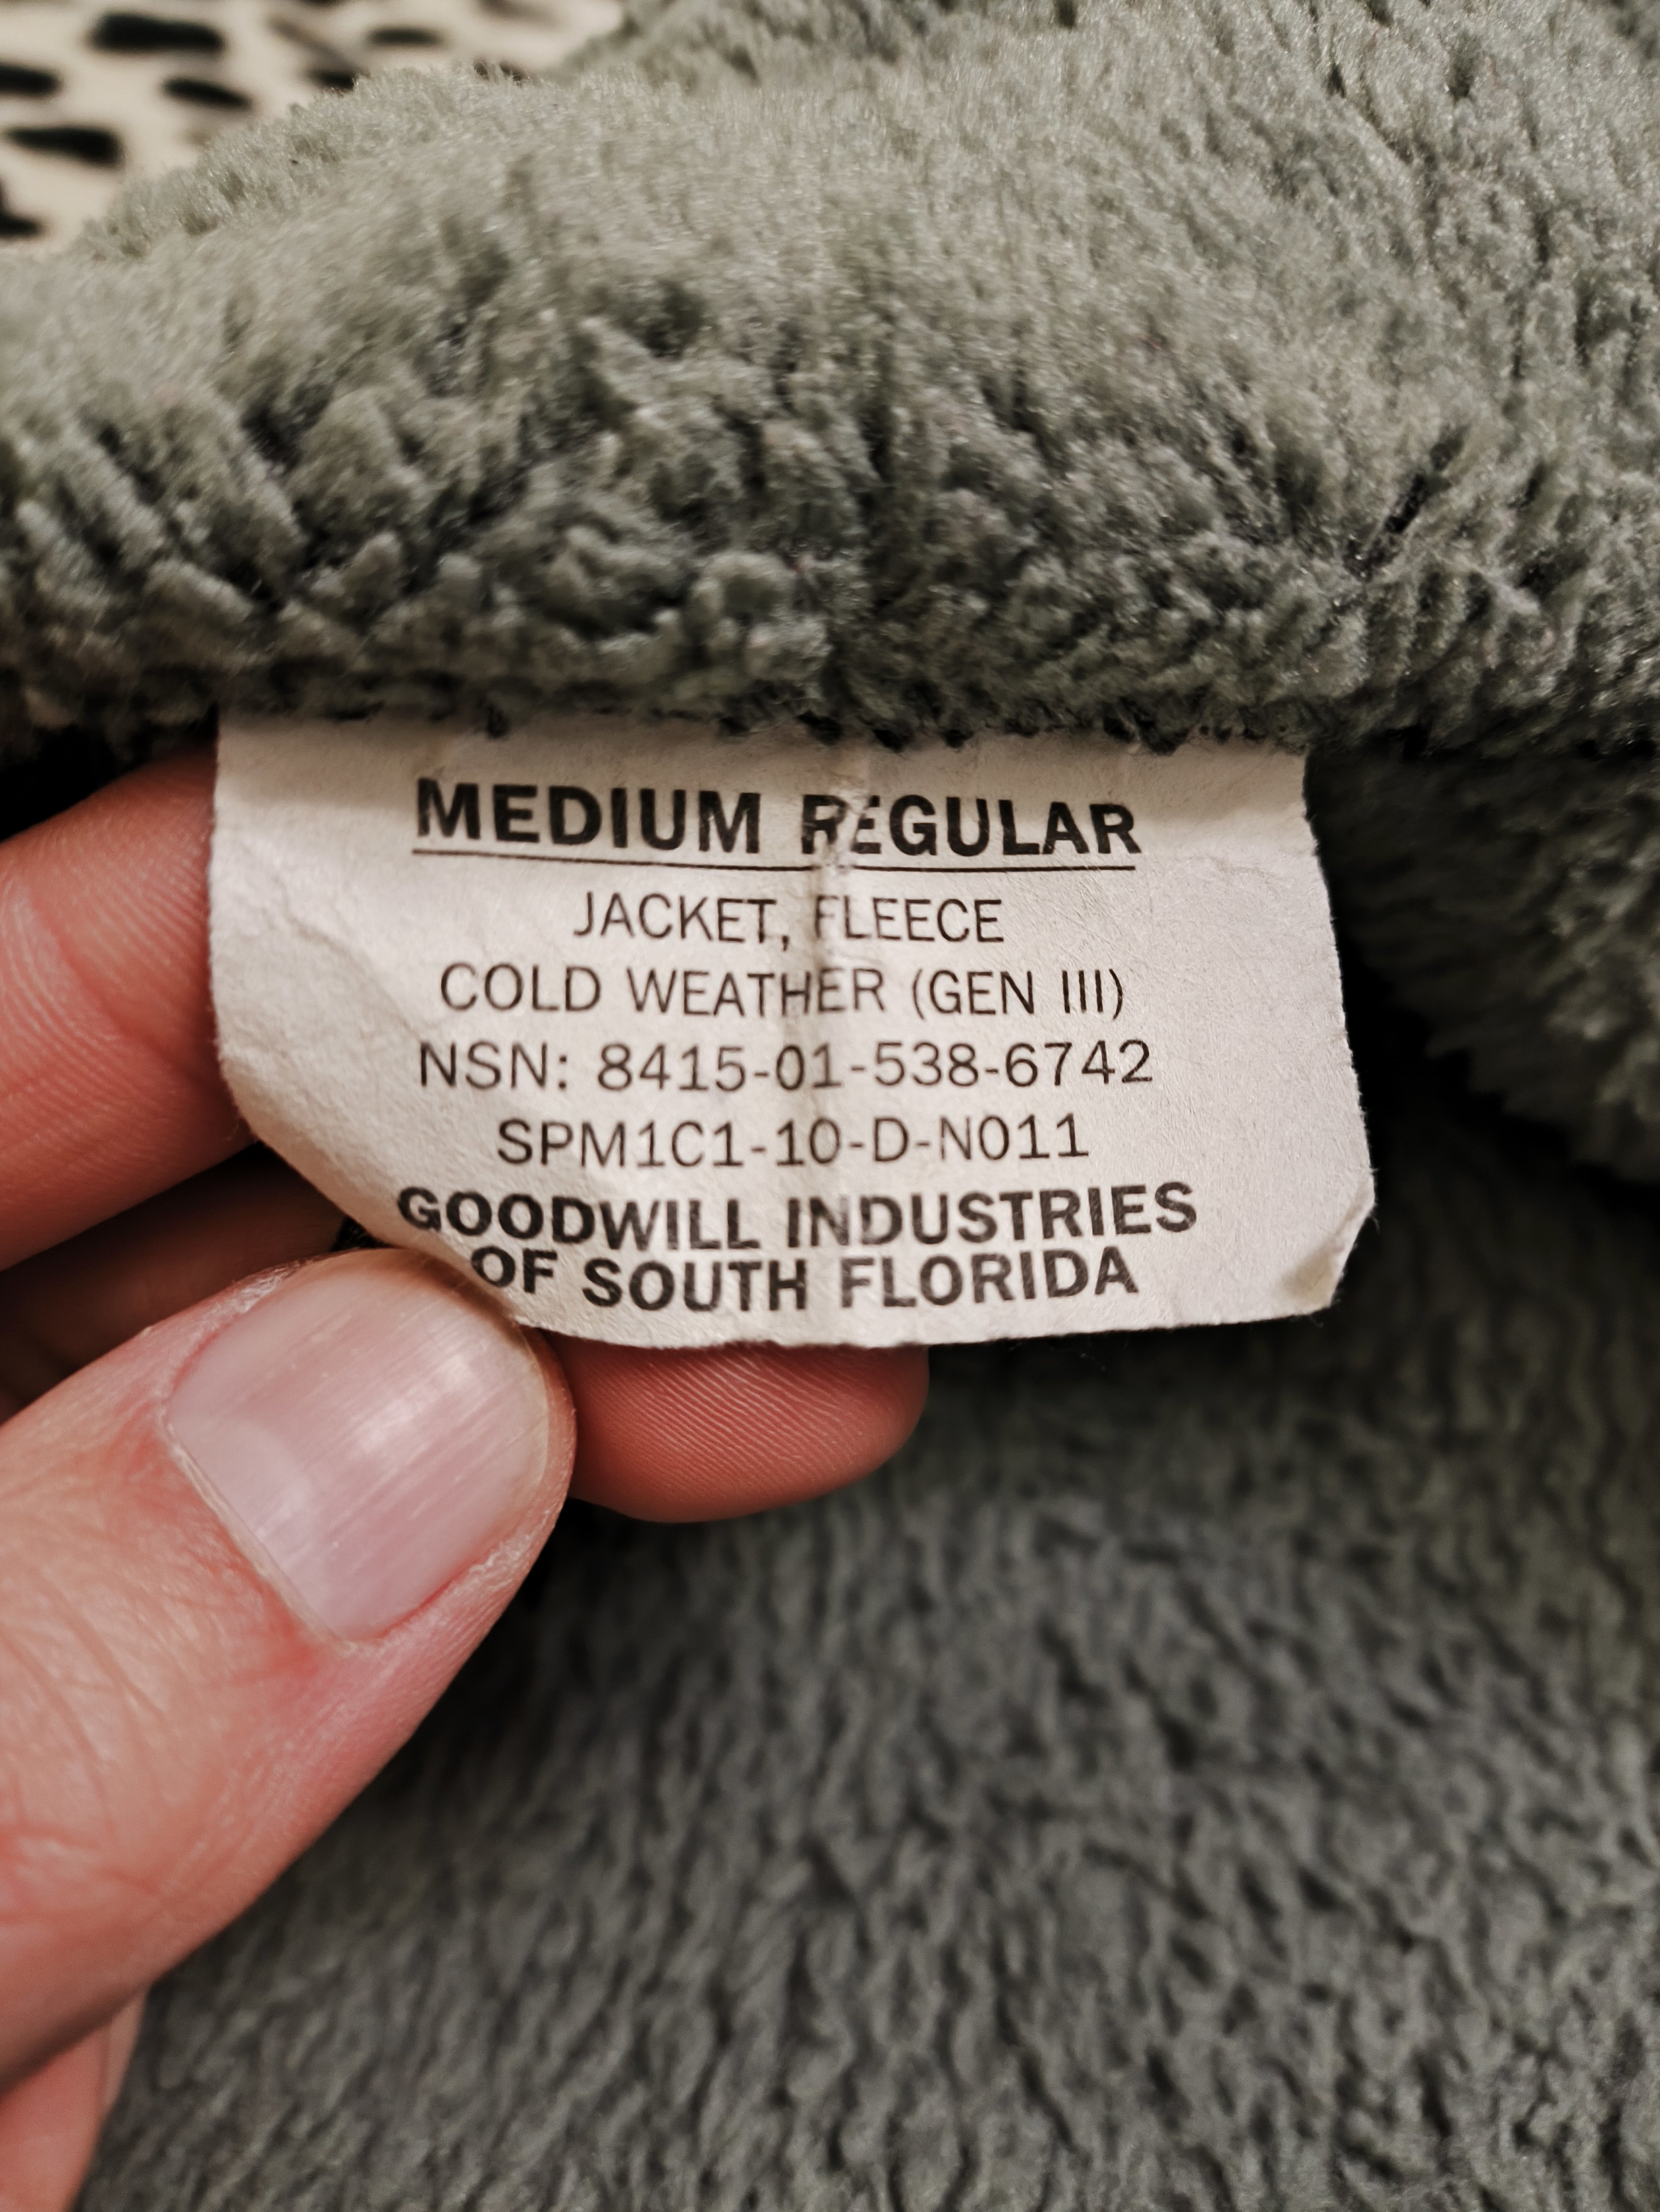 MEDIUM REGULAR
JACKET, FLEECE
COLD WEATHER (GEN III)
NSN: 8415-01-538-6742
SPM1C1-10-D-N011
GOODWILL INDUSTRIES
OF SOUTH FLORIDA